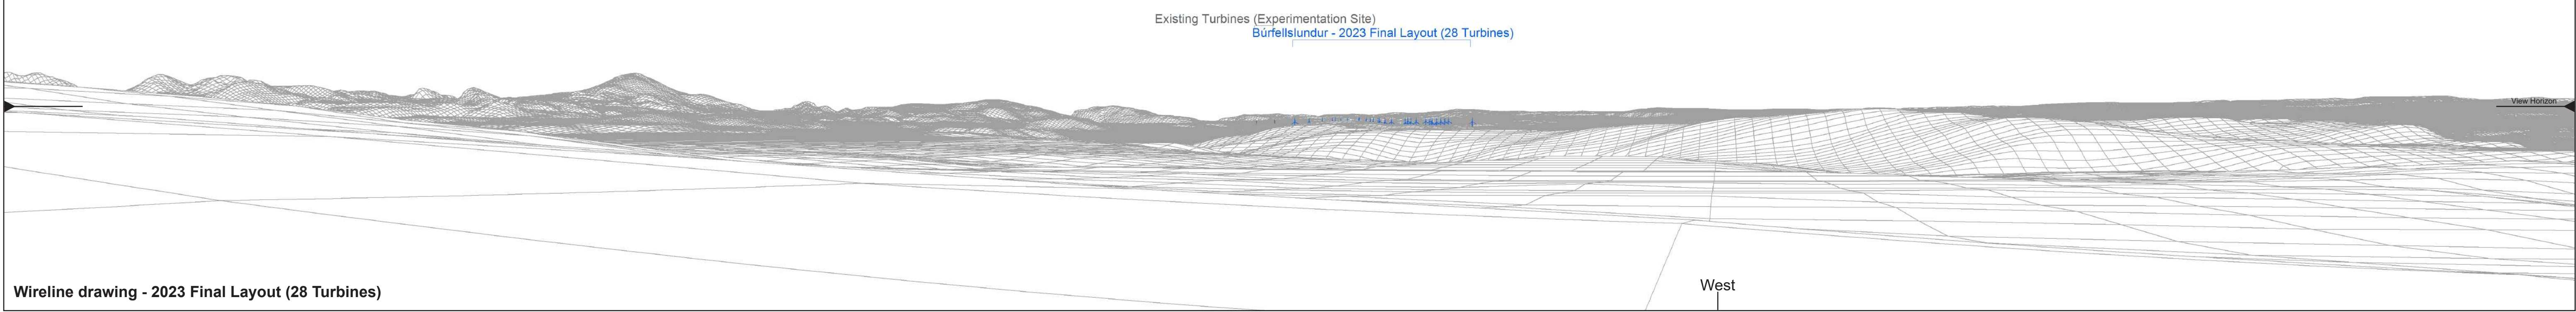 Existing Turbines (Experimentation Site)
Búrfellslundur - 2023 Final Layout (28 Turbines)
View Horizon
West
Wireline drawing - 2023 Final Layout (28 Turbines)